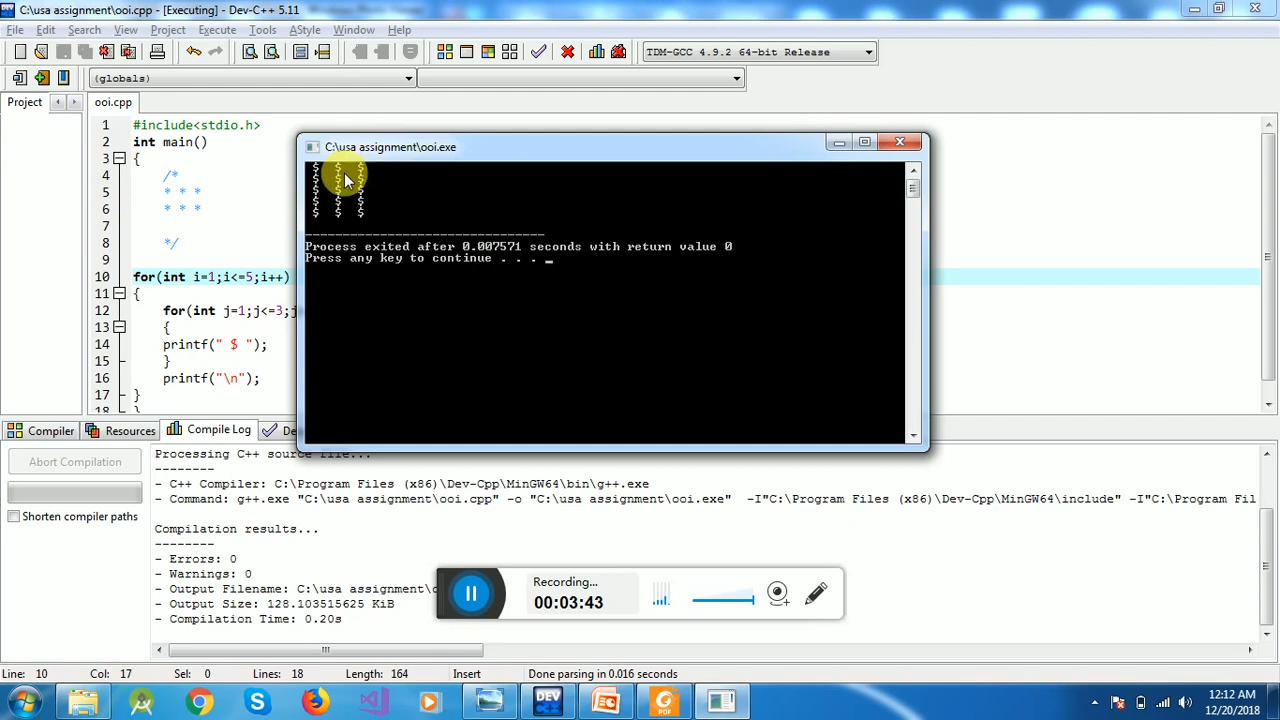 C:\usa assignment\ooi.cpp - [Executing] - Dev-C++ 5.11
File Edit Search View Project Execute Tools AStyle Window Help
TDM-GCC 4.9.2 64-bit Release
(globals)
Project ooi.cpp
1 #include<stdio.h>
2 int main()
3 {
4 /*
5 * * *
6 * * *
7
8 */
9
10 for(int i=1;i<=5;i++)
11 {
12 for(int j=1;j<=3;j
13 {
14 printf(" $ ");
15 }
16 printf("\n");
17 }
18 }
C:\usa assignment\ooi.exe
$ $ $
$ $ $
$ $ $
$ $ $
$ $ $
--------------------------------
Process exited after 0.007571 seconds with return value 0
Press any key to continue . . . _
Compiler Resources Compile Log De
Abort Compilation
Shorten compiler paths
Processing C++ source file...
--------
- C++ Compiler: C:\Program Files (x86)\Dev-Cpp\MinGW64\bin\g++.exe
- Command: g++.exe "C:\usa assignment\ooi.cpp" -o "C:\usa assignment\ooi.exe" -I"C:\Program Files (x86)\Dev-Cpp\MinGW64\include" -I"C:\Program Fil
Compilation results...
--------
- Errors: 0
- Warnings: 0
- Output Filename: C:\usa assignment\o
- Output Size: 128.103515625 KiB
- Compilation Time: 0.20s
Recording...
00:03:43
Line: 10 Col: 17 Sel: 0 Lines: 18 Length: 164 Insert Done parsing in 0.016 seconds
DEV C++
PDF
12:12 AM
12/20/2018